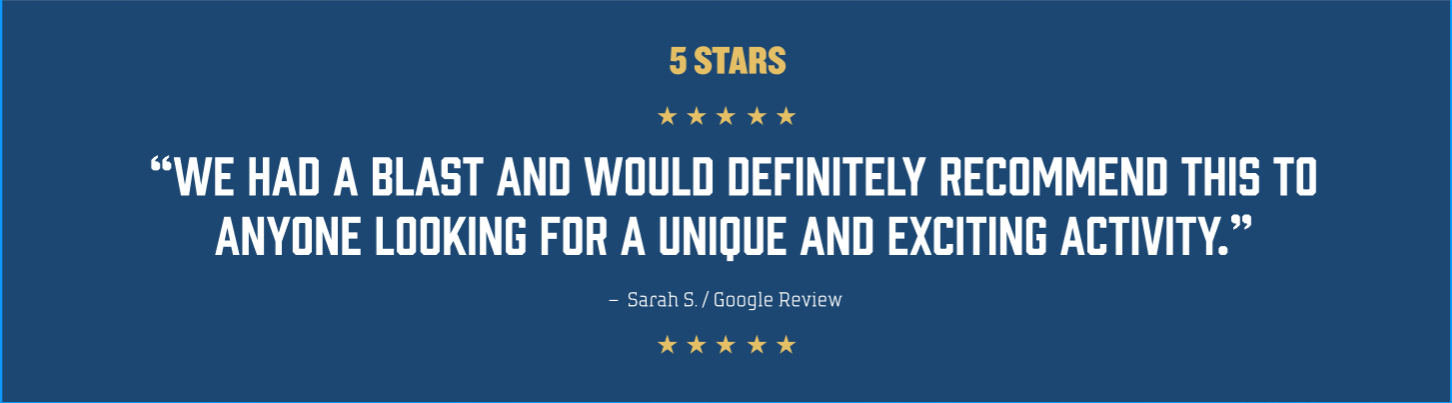 5 STARS
★ ★ ★ ★ ★
“WE HAD A BLAST AND WOULD DEFINITELY RECOMMEND THIS TO
ANYONE LOOKING FOR A UNIQUE AND EXCITING ACTIVITY.”
– Sarah S. / Google Review
★ ★ ★ ★ ★